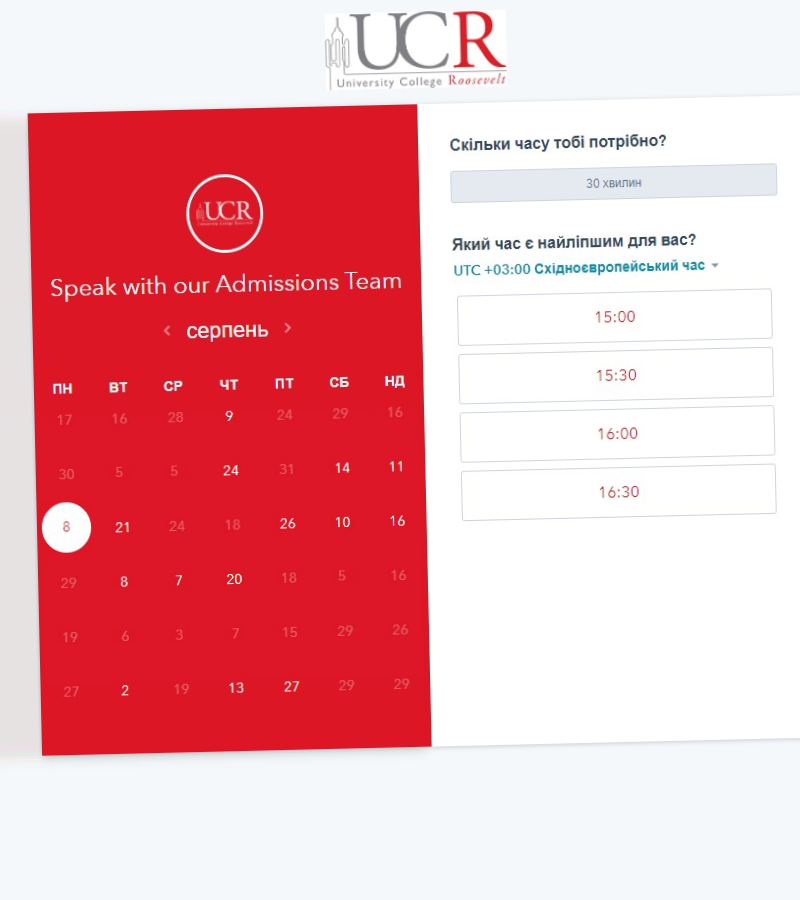 UCR
University College Roosevelt
UCR
University College Roosevelt
Speak with our Admissions Team
серпень
ПН ВТ СР ЧТ ПТ СБ НД
17 16 28 9 24 29 16
30 5 5 24 31 14 11
8 21 24 18 26 10 16
29 8 7 20 18 5 16
19 6 3 7 15 29 26
27 2 19 13 27 29 29
Скільки часу тобі потрібно?
30 хвилин
Який час є найліпшим для вас?
UTC +03:00 Східноєвропейський час
15:00
15:30
16:00
16:30